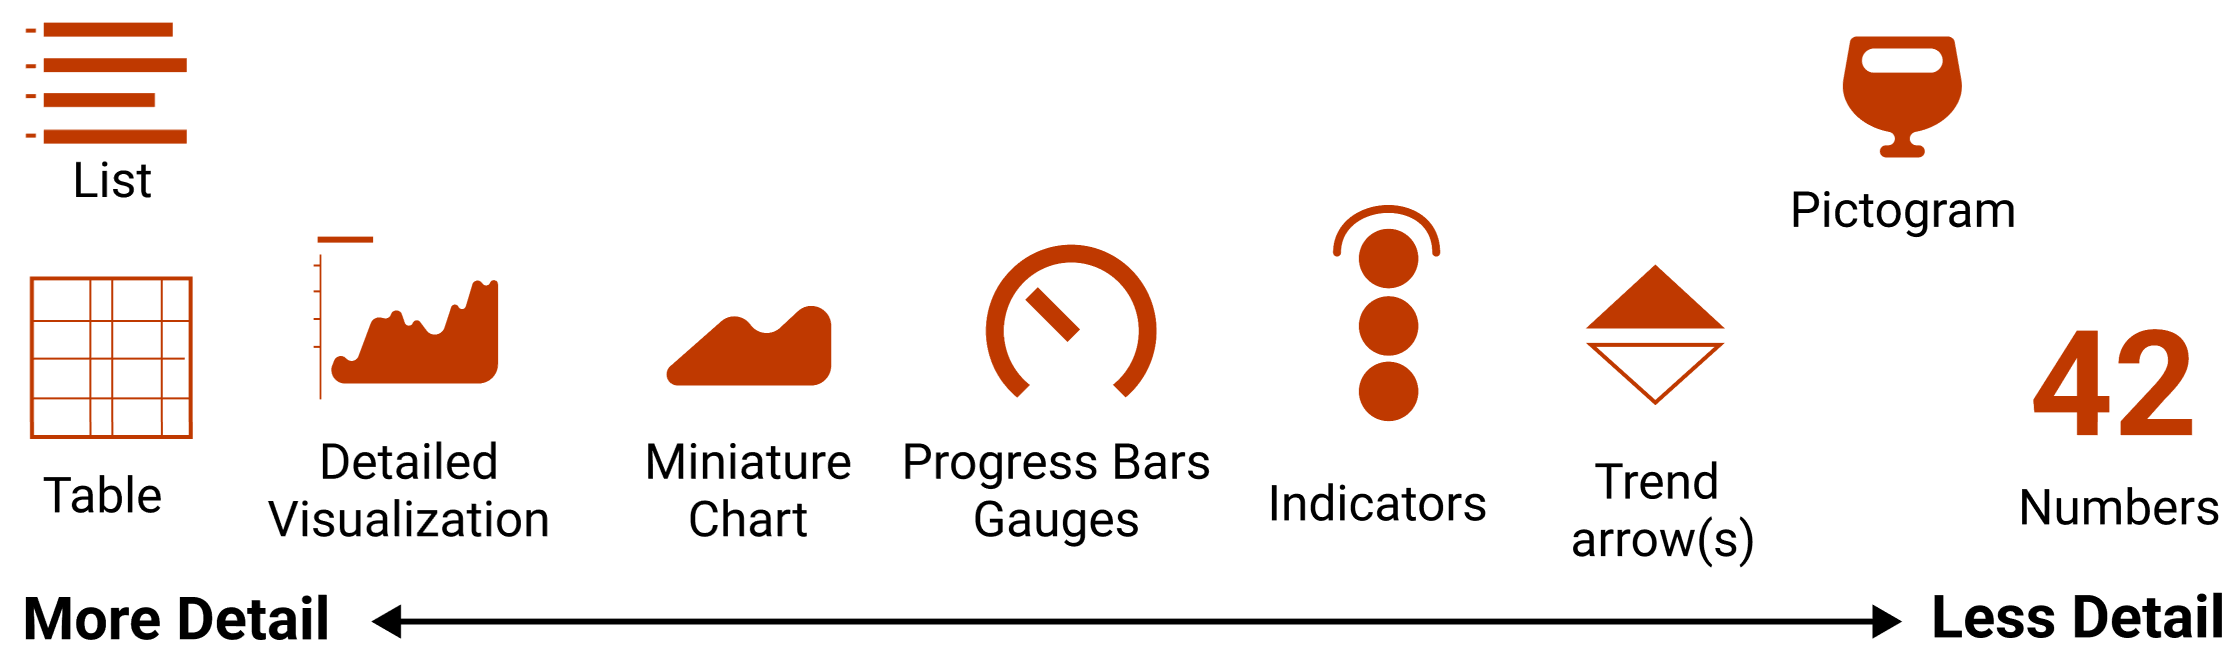 List
Pictogram
Table
Detailed
Visualization
Miniature
Chart
Progress Bars
Gauges
Indicators
Trend
arrow(s)
42
Numbers
More Detail
Less Detail